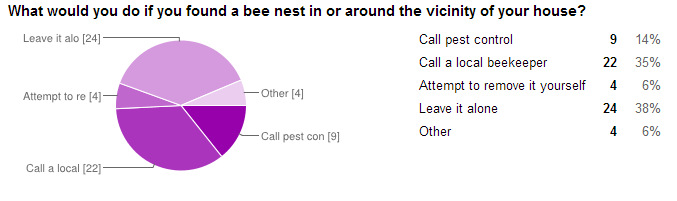 What would you do if you found a bee nest in or around the vicinity of your house?
Leave it alo [24]
Attempt to re [4]
Call a local [22]
Other [4]
Call pest con [9]
Call pest control 9 14%
Call a local beekeeper 22 35%
Attempt to remove it yourself 4 6%
Leave it alone 24 38%
Other 4 6%